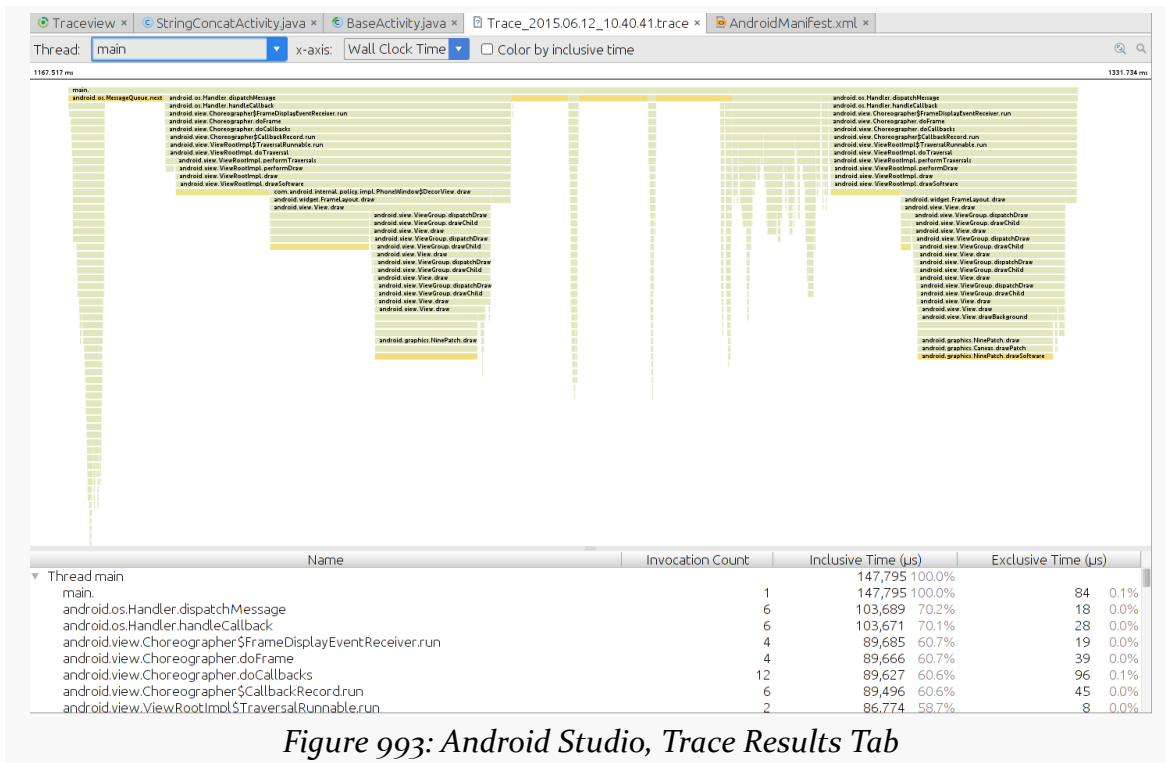 Traceview × StringConcatActivity.java × BaseActivity.java × Trace_2015.06.12_10.40.41.trace × AndroidManifest.xml ×
Thread: main x-axis: Wall Clock Time Color by inclusive time
1167.517 ms 1331.734 ms
main.
android.os.MessageQueue.next android.os.Handler.dispatchMessage android.os.Handler.dispatchMessage
android.os.Handler.handleCallback android.os.Handler.handleCallback
android.view.Choreographer$FrameDisplayEventReceiver.run android.view.Choreographer$FrameDisplayEventReceiver.run
android.view.Choreographer.doFrame android.view.Choreographer.doFrame
android.view.Choreographer.doCallbacks android.view.Choreographer.doCallbacks
android.view.Choreographer$CallbackRecord.run android.view.Choreographer$CallbackRecord.run
android.view.ViewRootImpl$TraversalRunnable.run android.view.ViewRootImpl$TraversalRunnable.run
android.view.ViewRootImpl.doTraversal android.view.ViewRootImpl.doTraversal
android.view.ViewRootImpl.performTraversals android.view.ViewRootImpl.performTraversals
android.view.ViewRootImpl.performDraw android.view.ViewRootImpl.performDraw
android.view.ViewRootImpl.draw android.view.ViewRootImpl.draw
android.view.ViewRootImpl.drawSoftware android.view.ViewRootImpl.drawSoftware
com.android.internal.policy.impl.PhoneWindow$DecorView.draw
android.widget.FrameLayout.draw android.widget.FrameLayout.draw
android.view.View.draw android.view.View.draw
android.view.ViewGroup.dispatchDraw android.view.ViewGroup.dispatchDraw
android.view.ViewGroup.drawChild android.view.ViewGroup.drawChild
android.view.View.draw android.view.View.draw
android.view.ViewGroup.dispatchDraw android.view.ViewGroup.dispatchDraw
android.view.ViewGroup.drawChild android.view.ViewGroup.drawChild
android.view.View.draw android.view.View.draw
android.view.ViewGroup.dispatchDraw android.view.ViewGroup.dispatchDraw
android.view.ViewGroup.drawChild android.view.ViewGroup.drawChild
android.view.View.draw android.view.View.draw
android.view.ViewGroup.dispatchDraw android.view.ViewGroup.dispatchDraw
android.view.ViewGroup.drawChild android.view.ViewGroup.drawChild
android.view.View.draw android.view.View.draw
android.view.View.draw android.view.View.draw
android.view.View.drawBackground
android.graphics.NinePatch.draw android.graphics.NinePatch.draw
android.graphics.Canvas.drawPatch
android.graphics.NinePatch.drawSoftware
Name Invocation Count Inclusive Time (µs) Exclusive Time (µs)
Thread main 147,795 100.0%
main. 1 147,795 100.0% 84 0.1%
android.os.Handler.dispatchMessage 6 103,689 70.2% 18 0.0%
android.os.Handler.handleCallback 6 103,671 70.1% 28 0.0%
android.view.Choreographer$FrameDisplayEventReceiver.run 4 89,685 60.7% 19 0.0%
android.view.Choreographer.doFrame 4 89,666 60.7% 39 0.0%
android.view.Choreographer.doCallbacks 12 89,627 60.6% 96 0.1%
android.view.Choreographer$CallbackRecord.run 6 89,496 60.6% 45 0.0%
android.view.ViewRootImpl$TraversalRunnable.run 2 86,774 58.7% 8 0.0%
Figure 993: Android Studio, Trace Results Tab